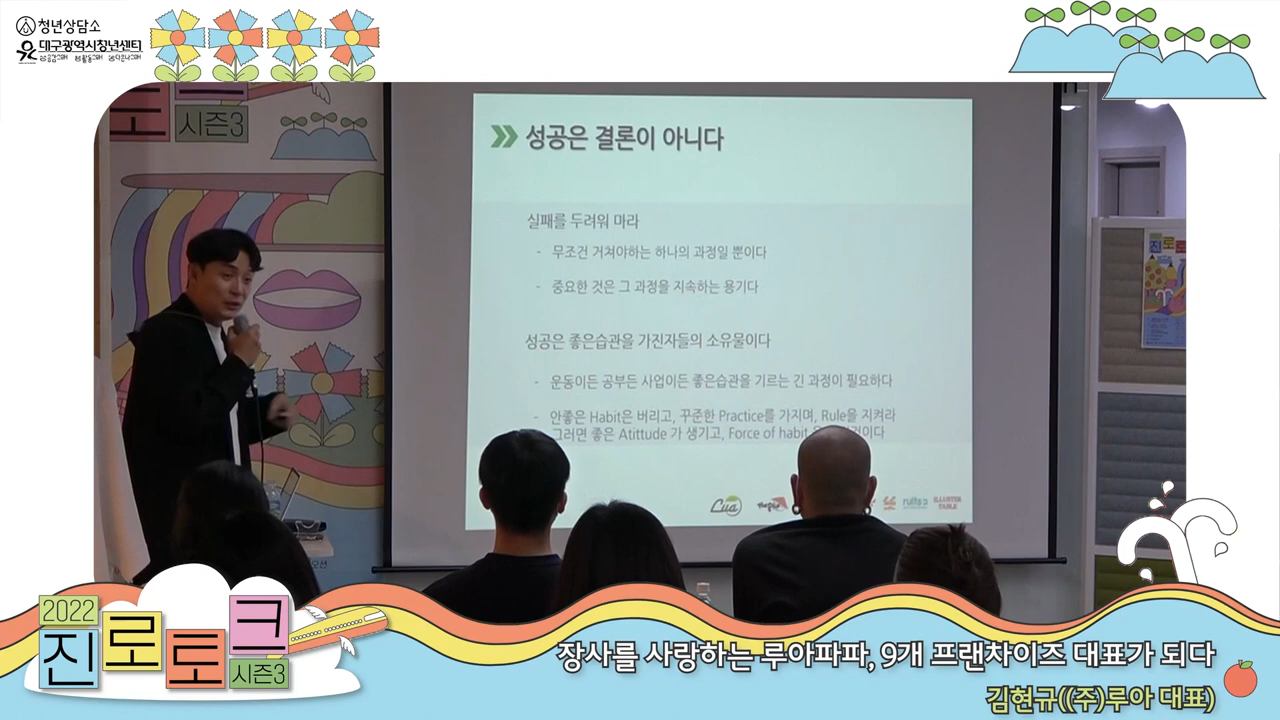 청년상담소
대구광역시청년센터
토크
시즌3
성공은 결론이 아니다
실패를 두려워 마라
- 무조건 거쳐야하는 하나의 과정일 뿐이다
- 중요한 것은 그 과정을 지속하는 용기다
성공은 좋은습관을 가진자들의 소유물이다
- 운동이든 공부든 사업이든 좋은습관을 기르는 긴 과정이 필요하다
- 안좋은 Habit은 버리고, 꾸준한 Practice를 가지며, Rule을 지켜라
그러면 좋은 Atittude 가 생기고, Force of habit
Lua
ILLUSTER TABLE
진로토
2022
진로토크
시즌3
장사를 사랑하는 루아파파, 9개 프랜차이즈 대표가 되다
김현규((주)루아 대표)